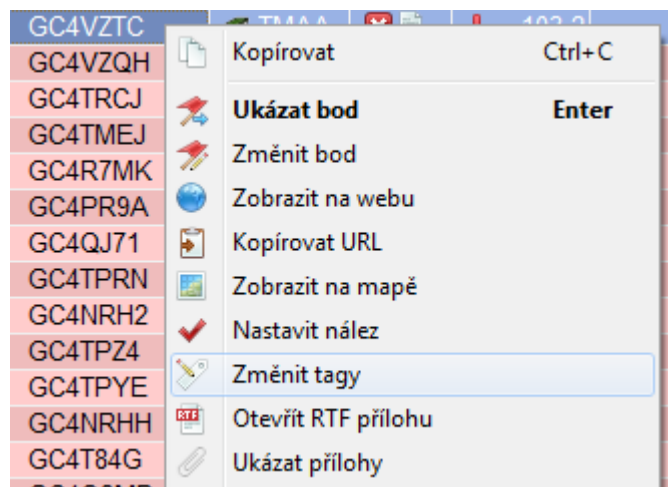 GC4VZTC
Kopírovat Ctrl+C
GC4VZQH
GC4TRCJ
Ukázat bod Enter
GC4TMEJ
Změnit bod
GC4R7MK
Zobrazit na webu
GC4PR9A
Kopírovat URL
GC4QJ71
GC4TPRN
Zobrazit na mapě
GC4NRH2
Nastavit nález
GC4TPZ4
Změnit tagy
GC4TPYE
Otevřít RTF přílohu
GC4NRHH
GC4T84G
Ukázat přílohy